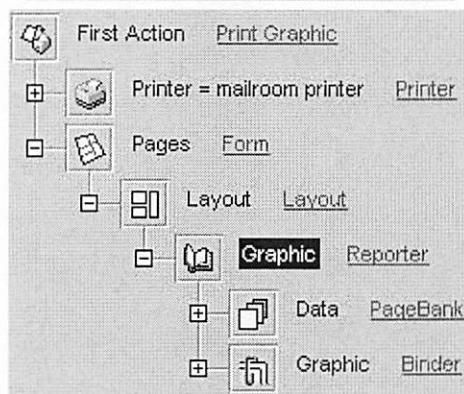 First Action Print Graphic
Printer = mailroom printer Printer
Pages Form
Layout Layout
Graphic Reporter
Data PageBank
Graphic Binder